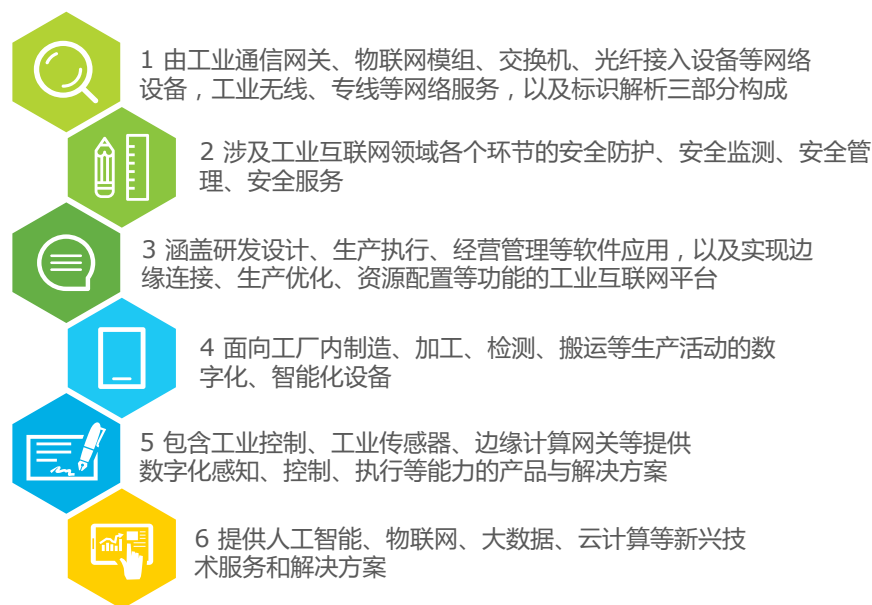 1 由工业通信网关、物联网模组、交换机、光纤接入设备等网络
设备，工业无线、专线等网络服务，以及标识解析三部分构成
2 涉及工业互联网领域各个环节的安全防护、安全监测、安全管
理、安全服务
3 涵盖研发设计、生产执行、经营管理等软件应用，以及实现边
缘连接、生产优化、资源配置等功能的工业互联网平台
4 面向工厂内制造、加工、检测、搬运等生产活动的数
字化、智能化设备
5 包含工业控制、工业传感器、边缘计算网关等提供
数字化感知、控制、执行等能力的产品与解决方案
6 提供人工智能、物联网、大数据、云计算等新兴技
术服务和解决方案